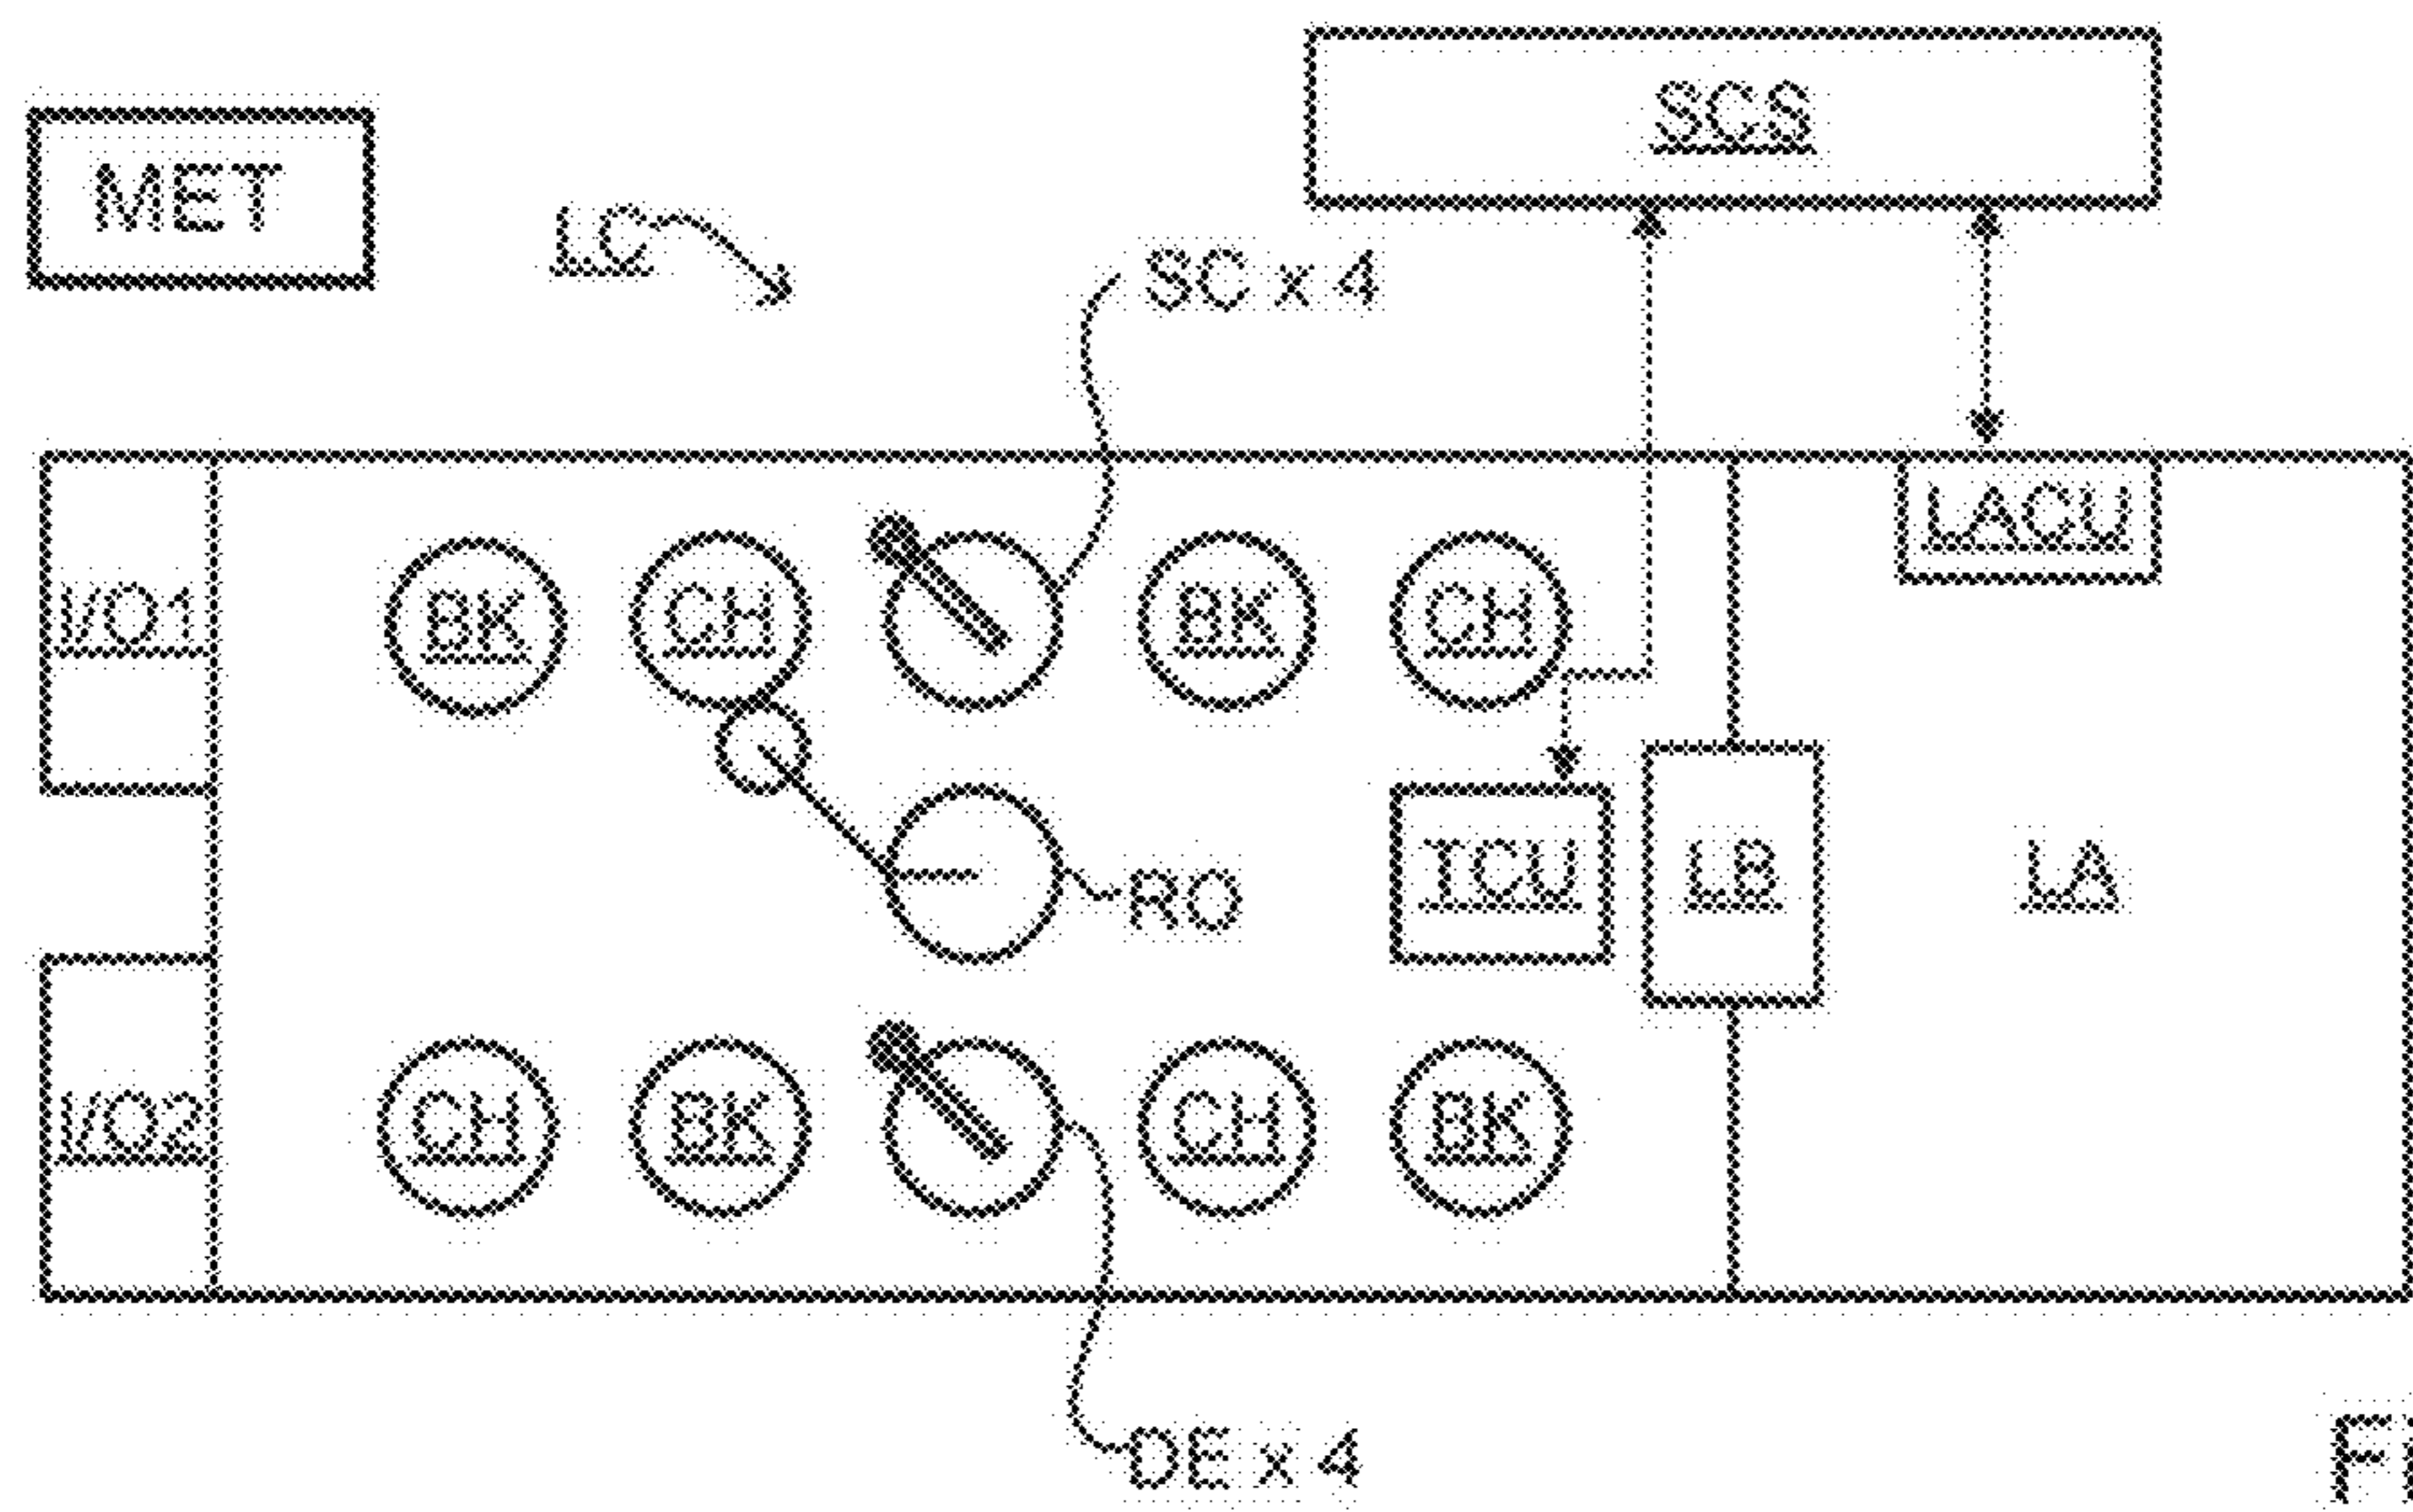 SCS
MET
LC
SC x 4
LACU
I/O1
BK
CH
BK
CH
RO
TCU
LB
LA
I/O2
CH
BK
CH
BK
DE x 4